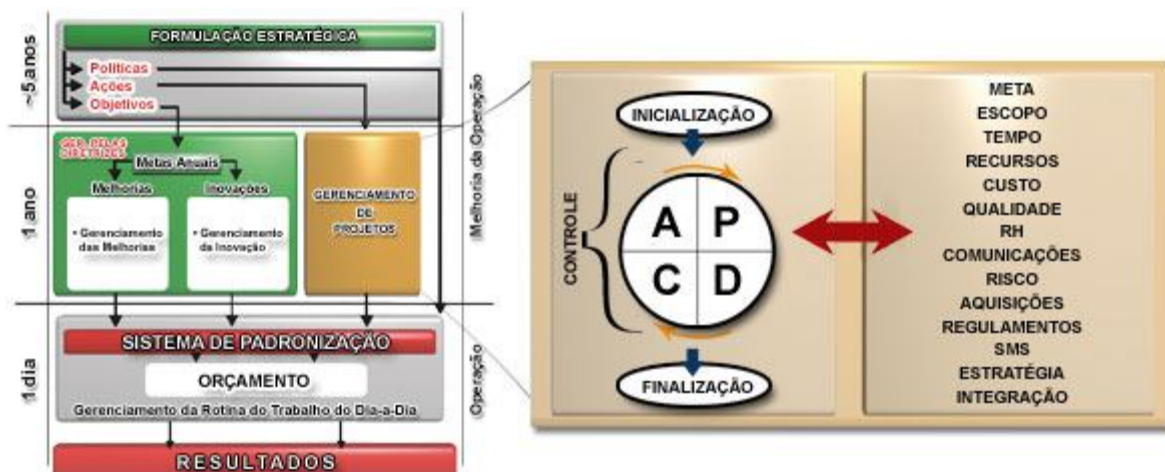 ~5 anos
FORMULAÇÃO ESTRATÉGICA
Políticas
Ações
Objetivos
1 ano
GER. PELAS
DIRETRIZES
Metas Anuais
Melhorias
Inovações
• Gerenciamento
das Melhorias
• Gerenciamento
da Inovação
GERENCIAMENTO
DE
PROJETOS
Melhoria da Operação
1 dia
SISTEMA DE PADRONIZAÇÃO
ORÇAMENTO
Gerenciamento da Rotina do Trabalho do Dia-a-Dia
Operação
RESULTADOS
INICIALIZAÇÃO
CONTROLE
A P
C D
FINALIZAÇÃO
META
ESCOPO
TEMPO
RECURSOS
CUSTO
QUALIDADE
RH
COMUNICAÇÕES
RISCO
AQUISIÇÕES
REGULAMENTOS
SMS
ESTRATÉGIA
INTEGRAÇÃO